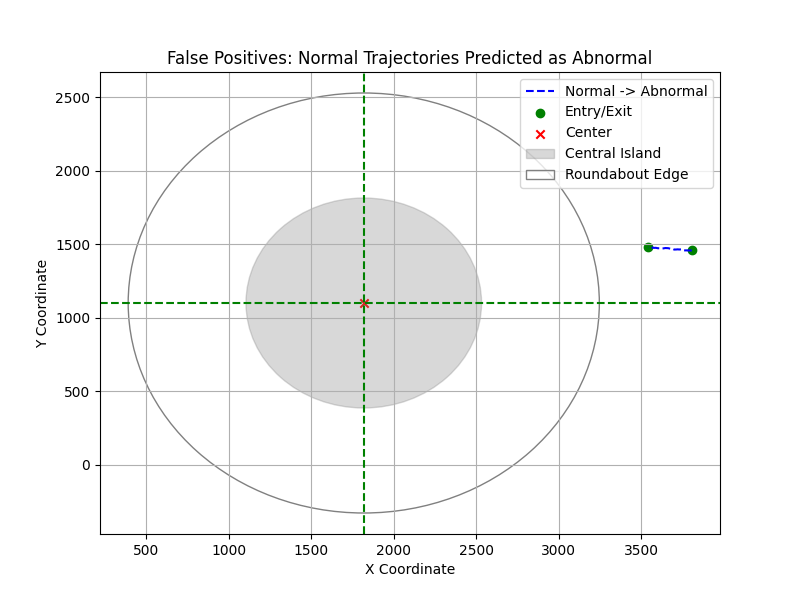 False Positives: Normal Trajectories Predicted as Abnormal
Normal -> Abnormal
Entry/Exit
Center
Central Island
Roundabout Edge
Y Coordinate
2500
2000
1500
1000
500
0
500
1000
1500
2000
2500
3000
3500
X Coordinate